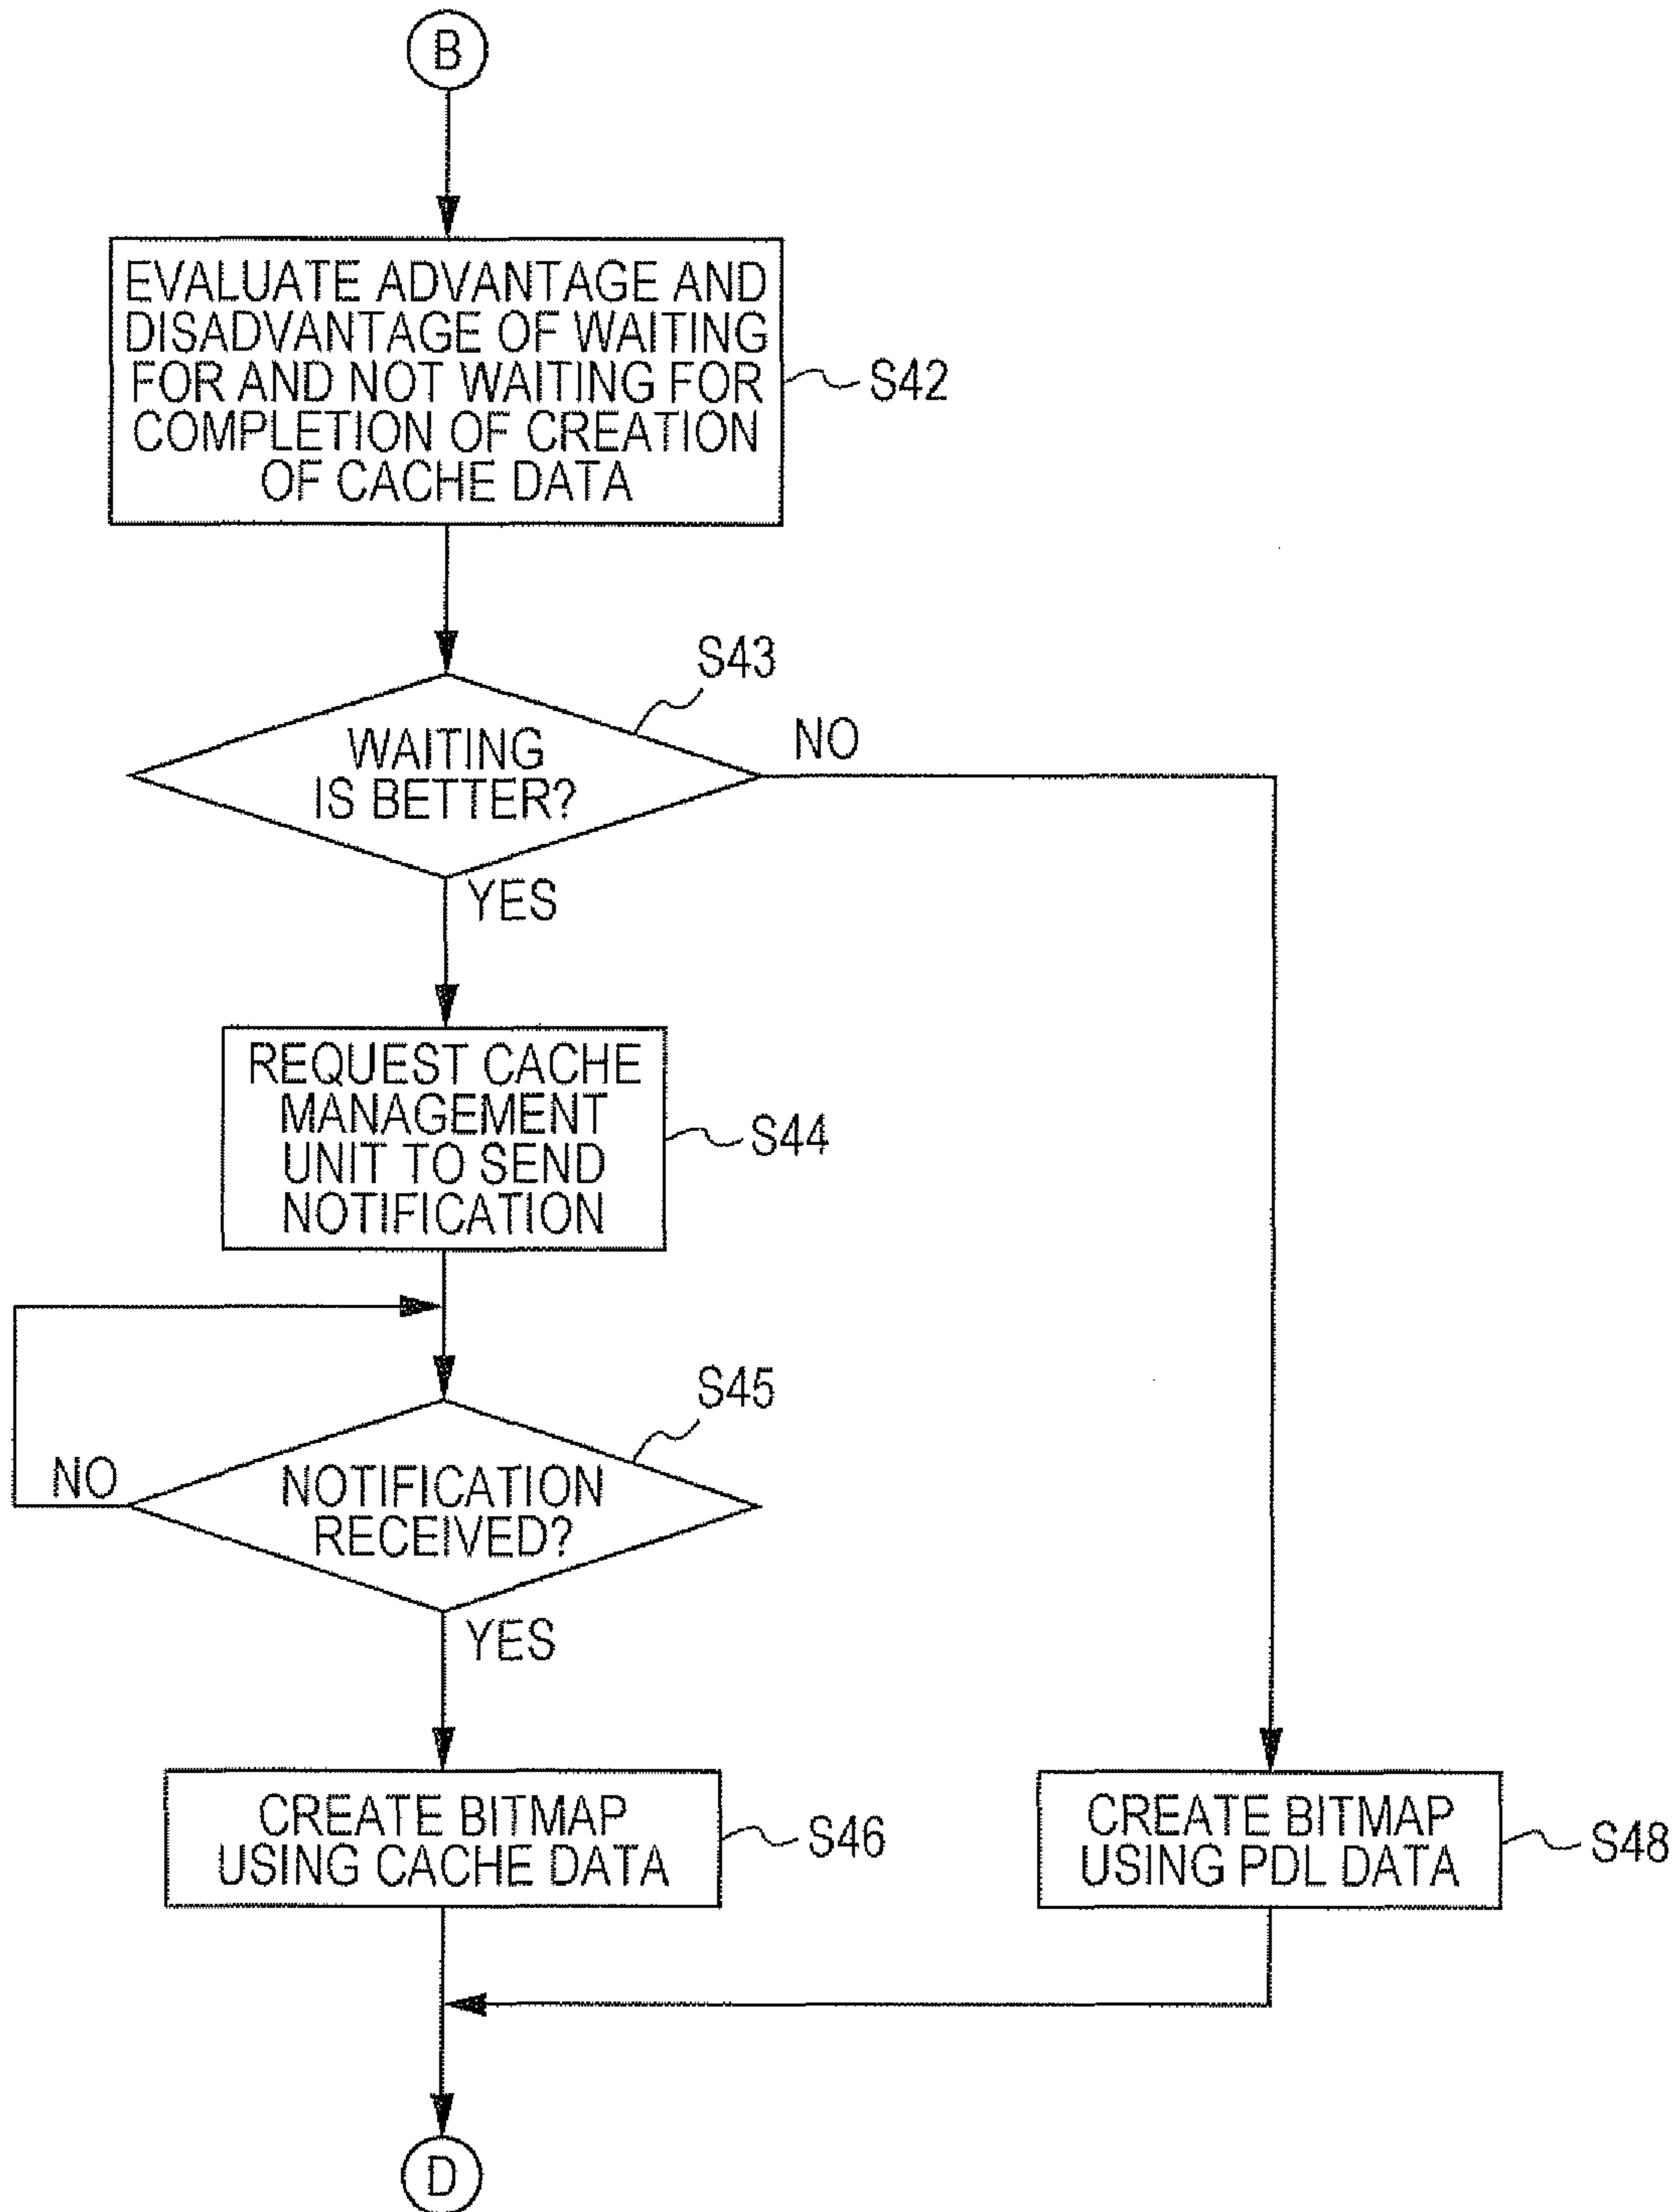 B
EVALUATE ADVANTAGE AND
DISADVANTAGE OF WAITING
FOR AND NOT WAITING FOR
COMPLETION OF CREATION
OF CACHE DATA
S42
S43
WAITING
IS BETTER?
NO
YES
REQUEST CACHE
MANAGEMENT
UNIT TO SEND
NOTIFICATION
S44
S45
NO
NOTIFICATION
RECEIVED?
YES
CREATE BITMAP
USING CACHE DATA
S46
CREATE BITMAP
USING PDL DATA
S48
D